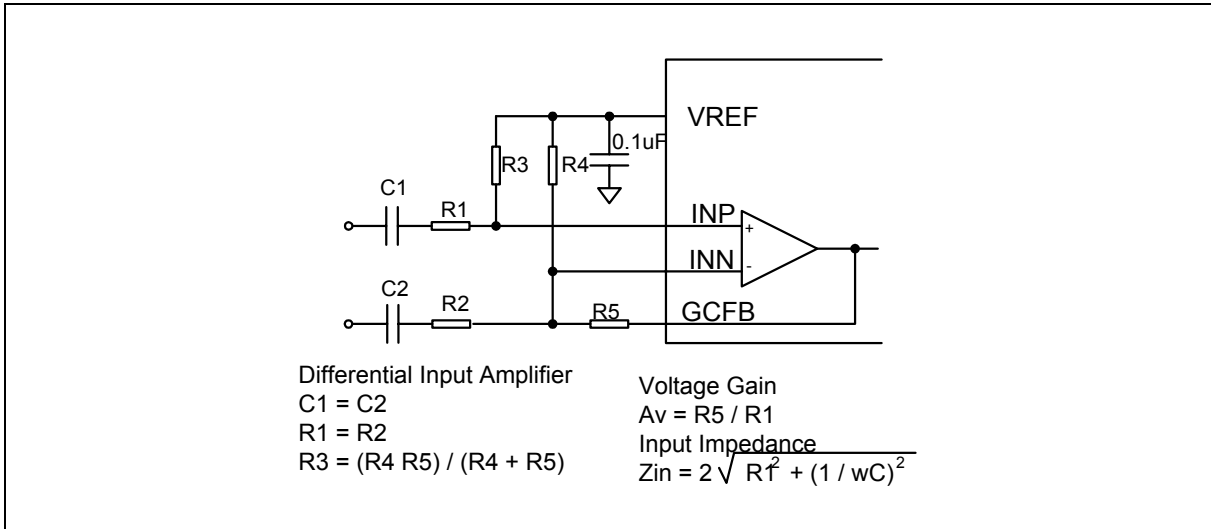 VREF
0.1uF
R3
R4
C1
R1
INP
+
INN
-
C2
R2
R5
GCFB
Differential Input Amplifier
C1 = C2
R1 = R2
R3 = (R4 R5) / (R4 + R5)
Voltage Gain
Av = R5 / R1
Input Impedance
Zin = 2 √ R1² + (1 / wC)²